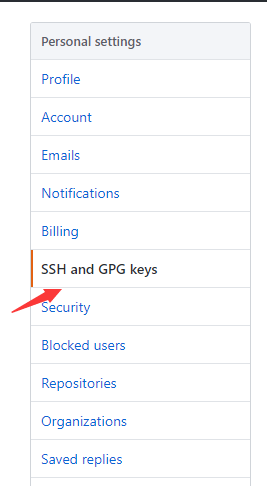 Personal settings
Profile
Account
Emails
Notifications
Billing
SSH and GPG keys
Security
Blocked users
Repositories
Organizations
Saved replies